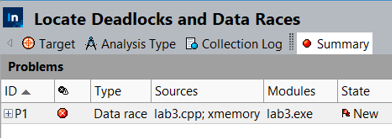 In Locate Deadlocks and Data Races
Target Analysis Type Collection Log Summary
Problems
ID Type Sources Modules State
P1 Data race lab3.cpp; xmemory lab3.exe New